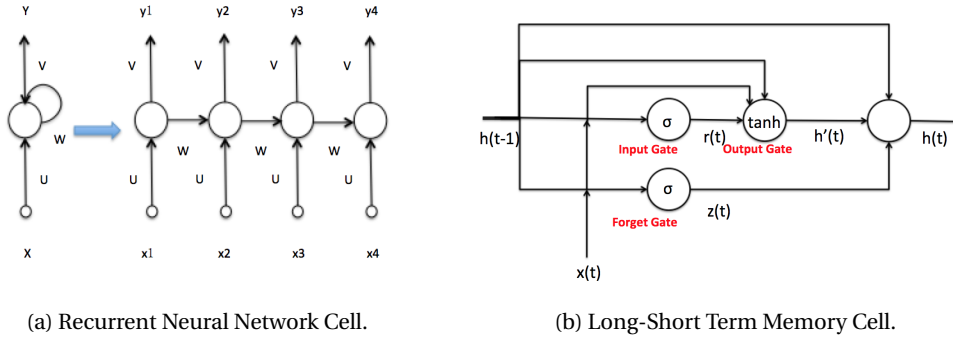 Y
V
W
U
X
y1 y2 y3 y4
V V V V
W W W
U U U U
x1 x2 x3 x4
(a) Recurrent Neural Network Cell.
h(t-1)
σ
Input Gate
r(t)
tanh
Output Gate
h'(t)
h(t)
σ
Forget Gate
z(t)
x(t)
(b) Long-Short Term Memory Cell.